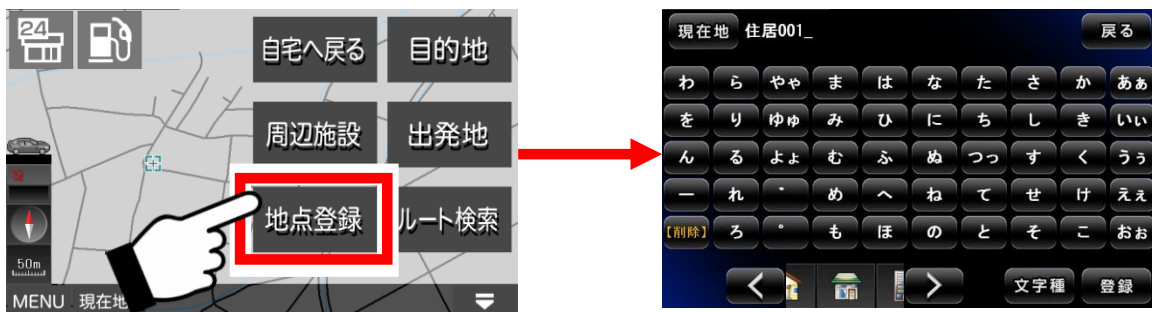 24
自宅へ戻る 目的地
周辺施設 出発地
地点登録 ルート検索
50m
MENU 現在地
現在地 住居001_ 戻る
わ ら やゃ ま は な た さ か あぁ
を り ゆゅ み ひ に ち し き いぃ
ん る よょ む ふ ぬ つっ す く うぅ
ー れ ゛ め へ ね て せ け えぇ
【削除】 ろ ゜ も ほ の と そ こ おぉ
文字種 登録